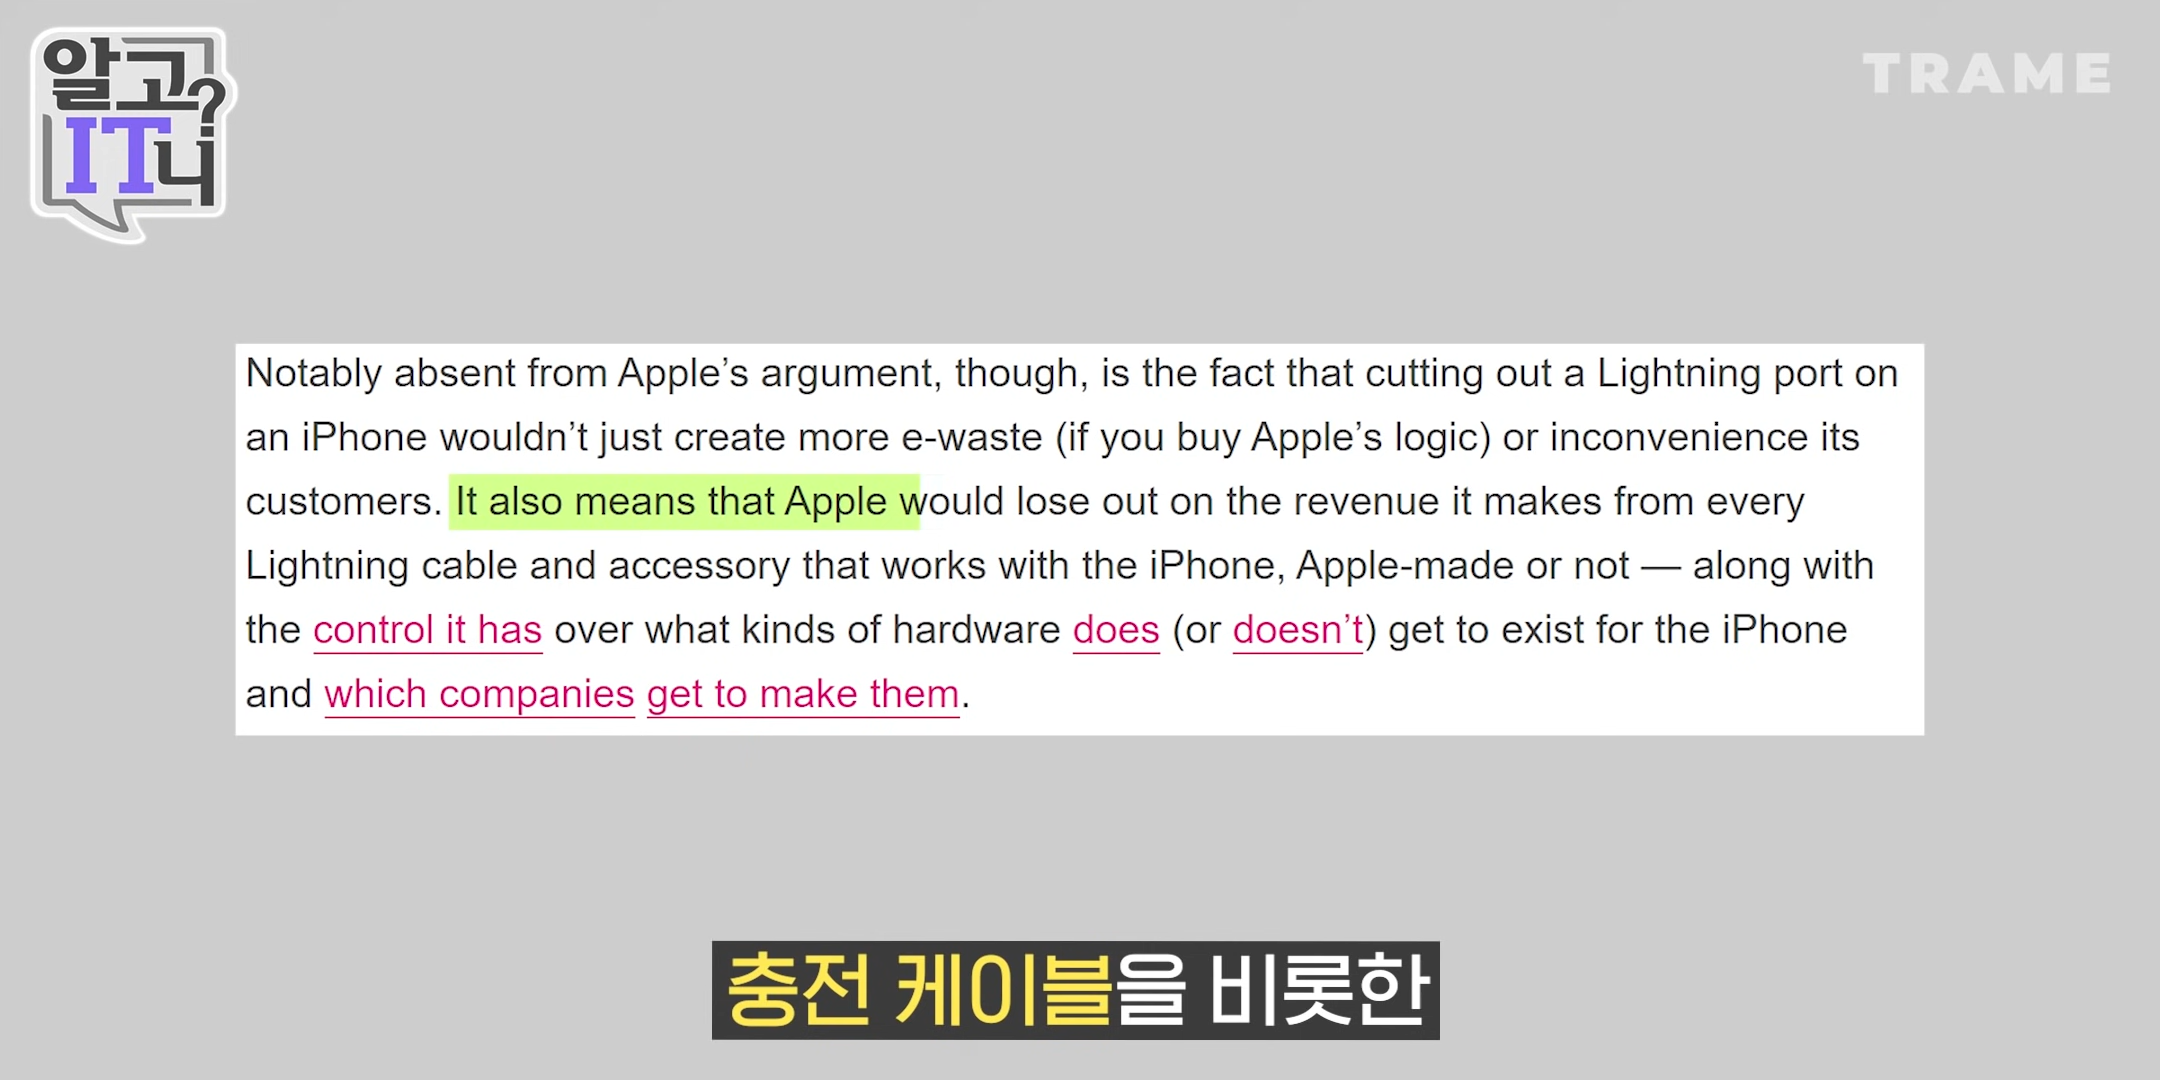 알고?
IT니
TRAME
Notably absent from Apple’s argument, though, is the fact that cutting out a Lightning port on
an iPhone wouldn’t just create more e-waste (if you buy Apple’s logic) or inconvenience its
customers. It also means that Apple would lose out on the revenue it makes from every
Lightning cable and accessory that works with the iPhone, Apple-made or not — along with
the control it has over what kinds of hardware does (or doesn’t) get to exist for the iPhone
and which companies get to make them.
충전 케이블을 비롯한